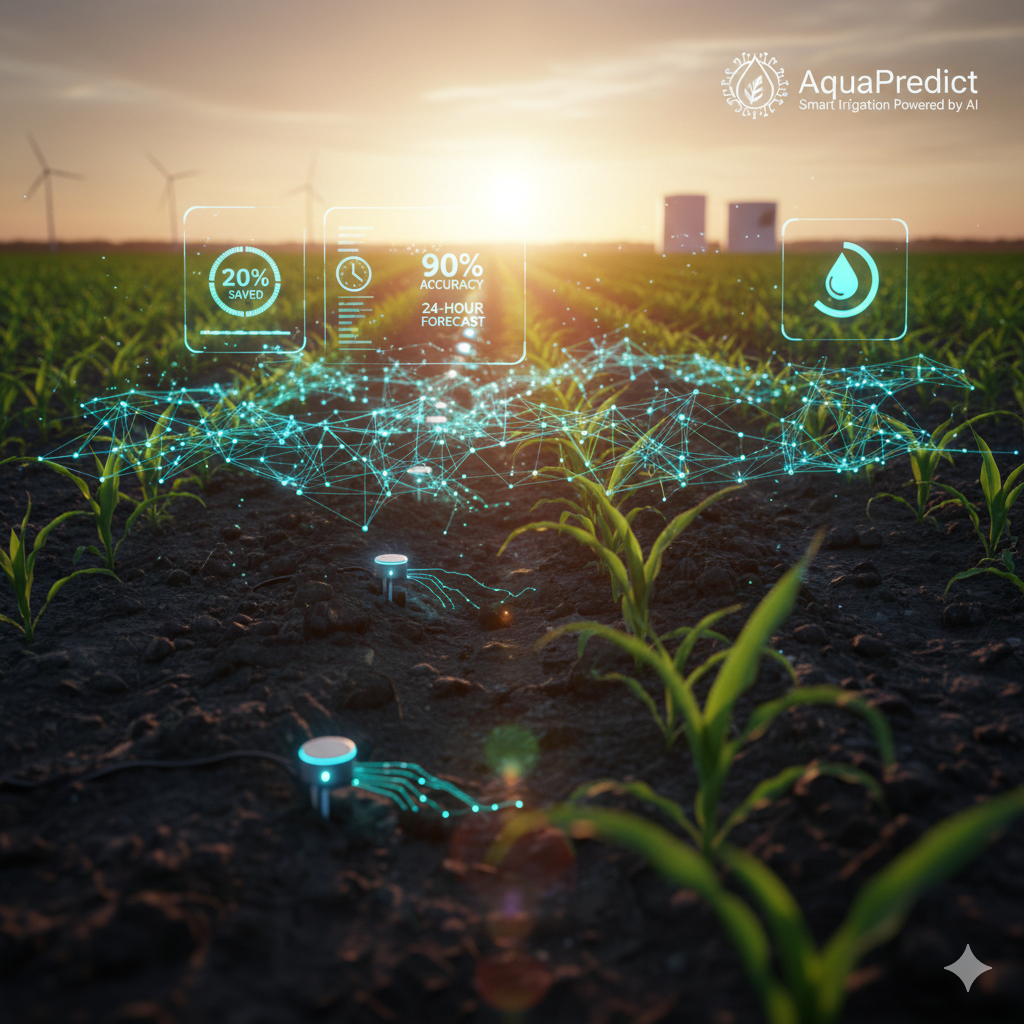 AquaPredict
Smart Irigation Powered by AI
20%
SAVED
90%
ACCURACY
24-HOUR
FORECAST